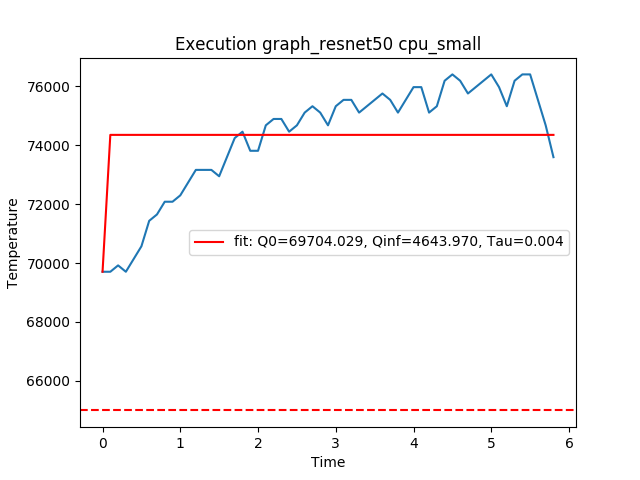 Execution graph_resnet50 cpu_small
76000
74000
72000
70000
68000
66000
Temperature
fit: Q0=69704.029, Qinf=4643.970, Tau=0.004
0 1 2 3 4 5 6
Time